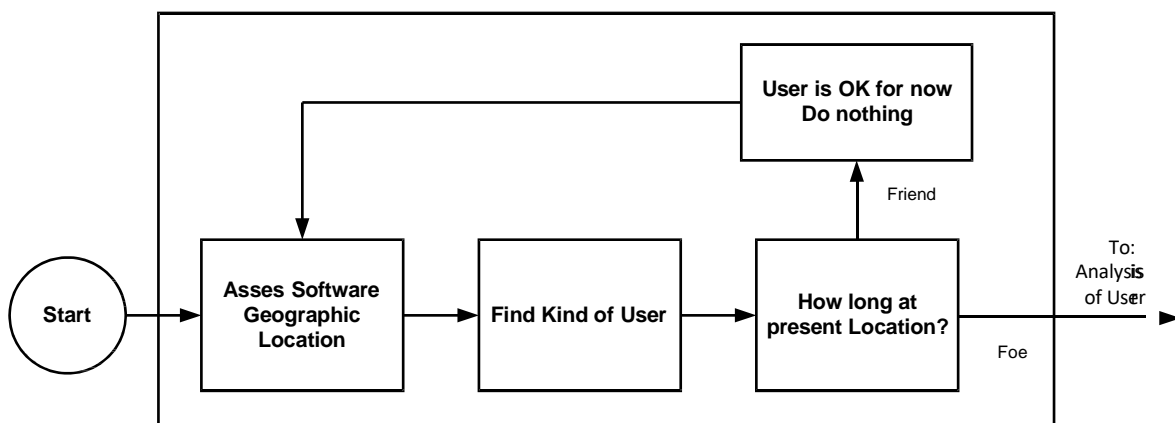 User is OK for now
Do nothing
Friend
Start
Asses Software
Geographic
Location
Find Kind of User
How long at
present Location?
To:
Analysis
of User
Foe